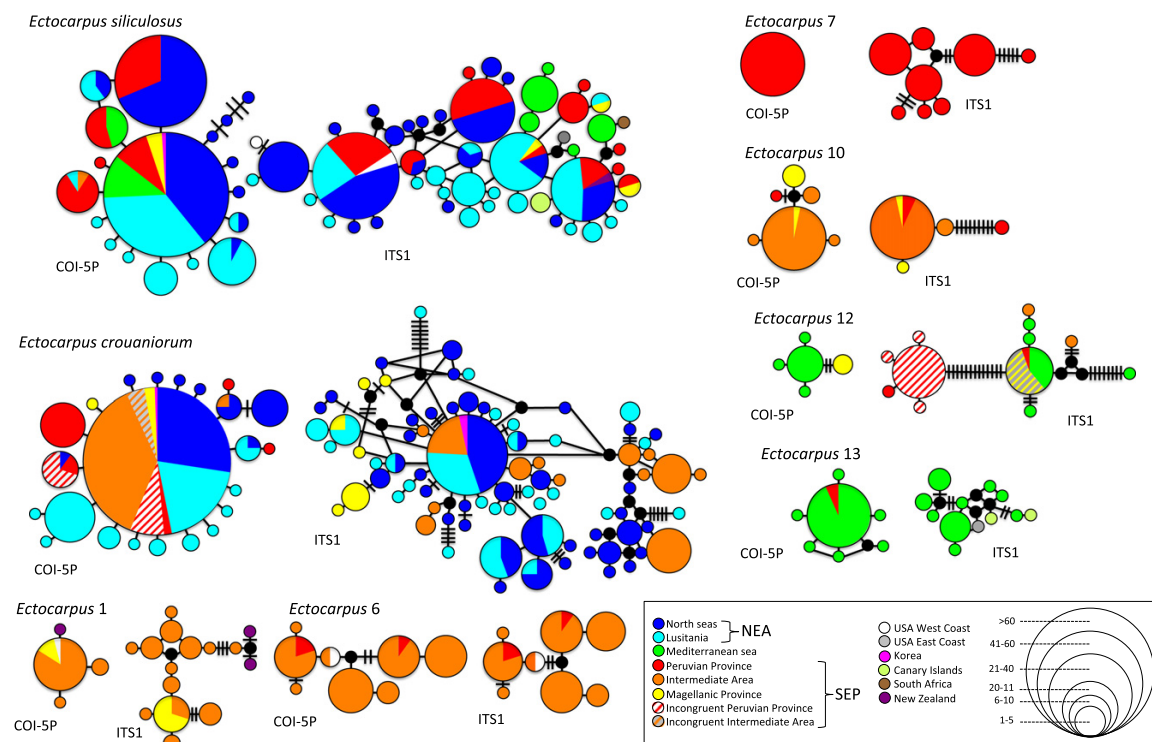 Ectocarpus siliculosus
COI-5P
ITS1
Ectocarpus crouaniorum
COI-5P
ITS1
Ectocarpus 1
COI-5P
ITS1
Ectocarpus 6
COI-5P
ITS1
Ectocarpus 7
COI-5P
ITS1
Ectocarpus 10
COI-5P
ITS1
Ectocarpus 12
COI-5P
ITS1
Ectocarpus 13
COI-5P
ITS1
North seas
Lusitania
NEA
Mediterranean sea
Peruvian Province
Intermediate Area
Magellanic Province
Incongruent Peruvian Province
Incongruent Intermediate Area
SEP
USA West Coast
USA East Coast
Korea
Canary Islands
South Africa
New Zealand
>60
41-60
21-40
20-11
6-10
1-5